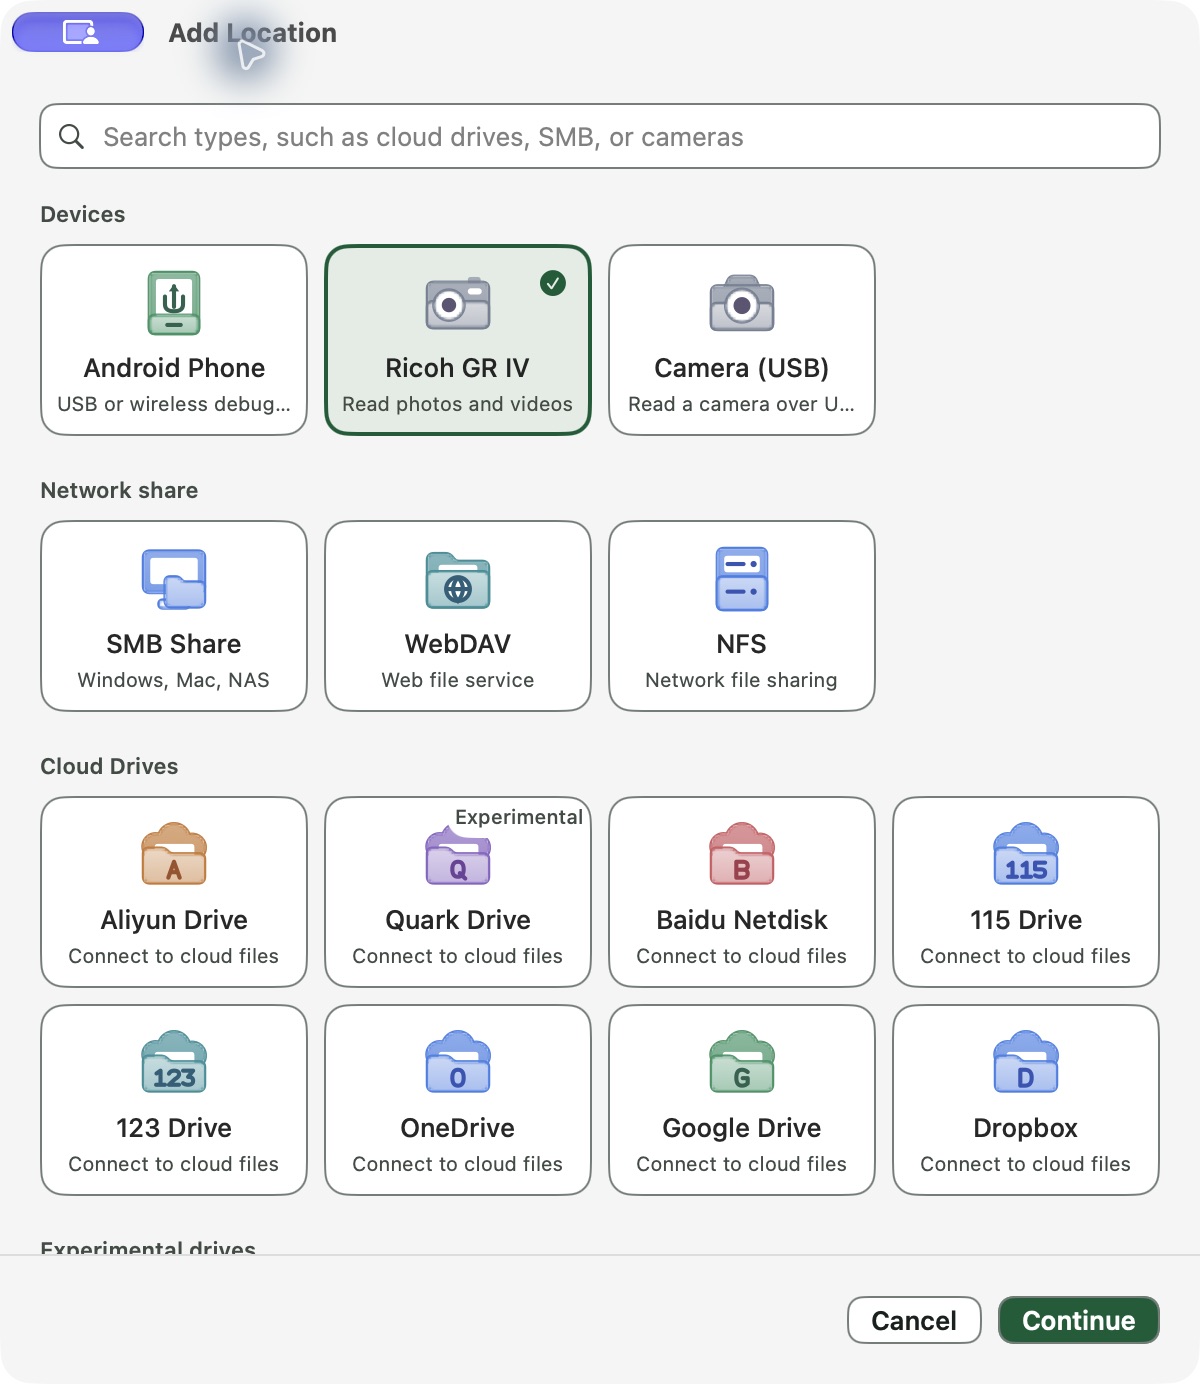 Add Location
Search types, such as cloud drives, SMB, or cameras
Devices
Android Phone
USB or wireless debug...
Ricoh GR IV
Read photos and videos
Camera (USB)
Read a camera over U...
Network share
SMB Share
Windows, Mac, NAS
WebDAV
Web file service
NFS
Network file sharing
Cloud Drives
A
Aliyun Drive
Connect to cloud files
Experimental
Q
Quark Drive
Connect to cloud files
B
Baidu Netdisk
Connect to cloud files
115
115 Drive
Connect to cloud files
123
123 Drive
Connect to cloud files
O
OneDrive
Connect to cloud files
G
Google Drive
Connect to cloud files
D
Dropbox
Connect to cloud files
Experimental drives
Cancel
Continue